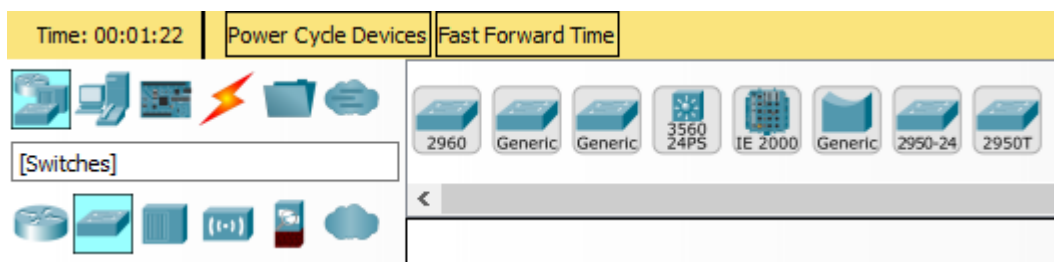 Time: 00:01:22 Power Cycle Devices Fast Forward Time
2960 Generic Generic 3560 24PS IE 2000 Generic 2950-24 2950T
[Switches]